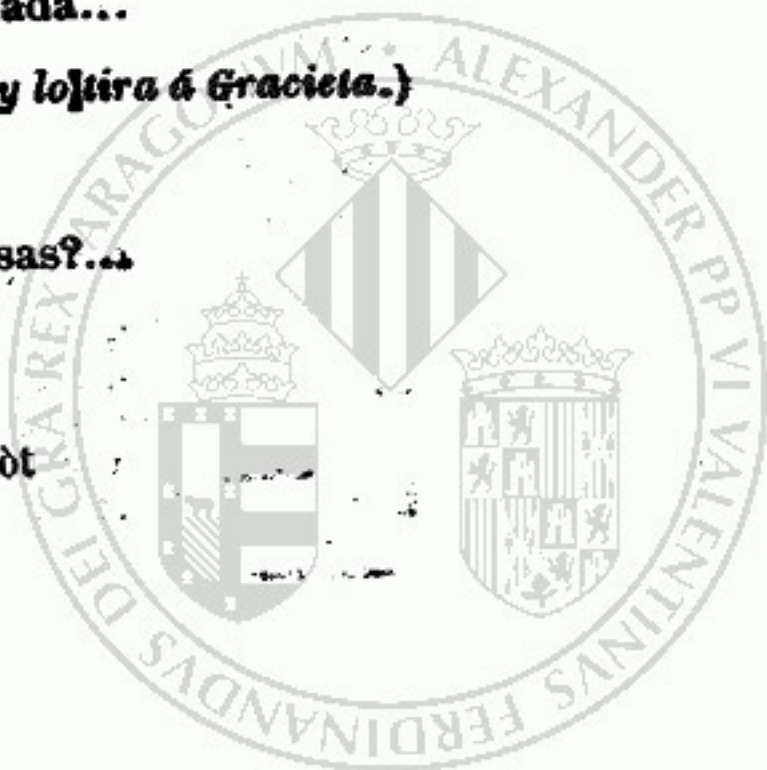 ada...
y lo tira á Gracieta.)
sas?...
òt
ALEXANDER PP VI VALENTINVS FERDINANDVS DEI GRA REX ARAGONVM